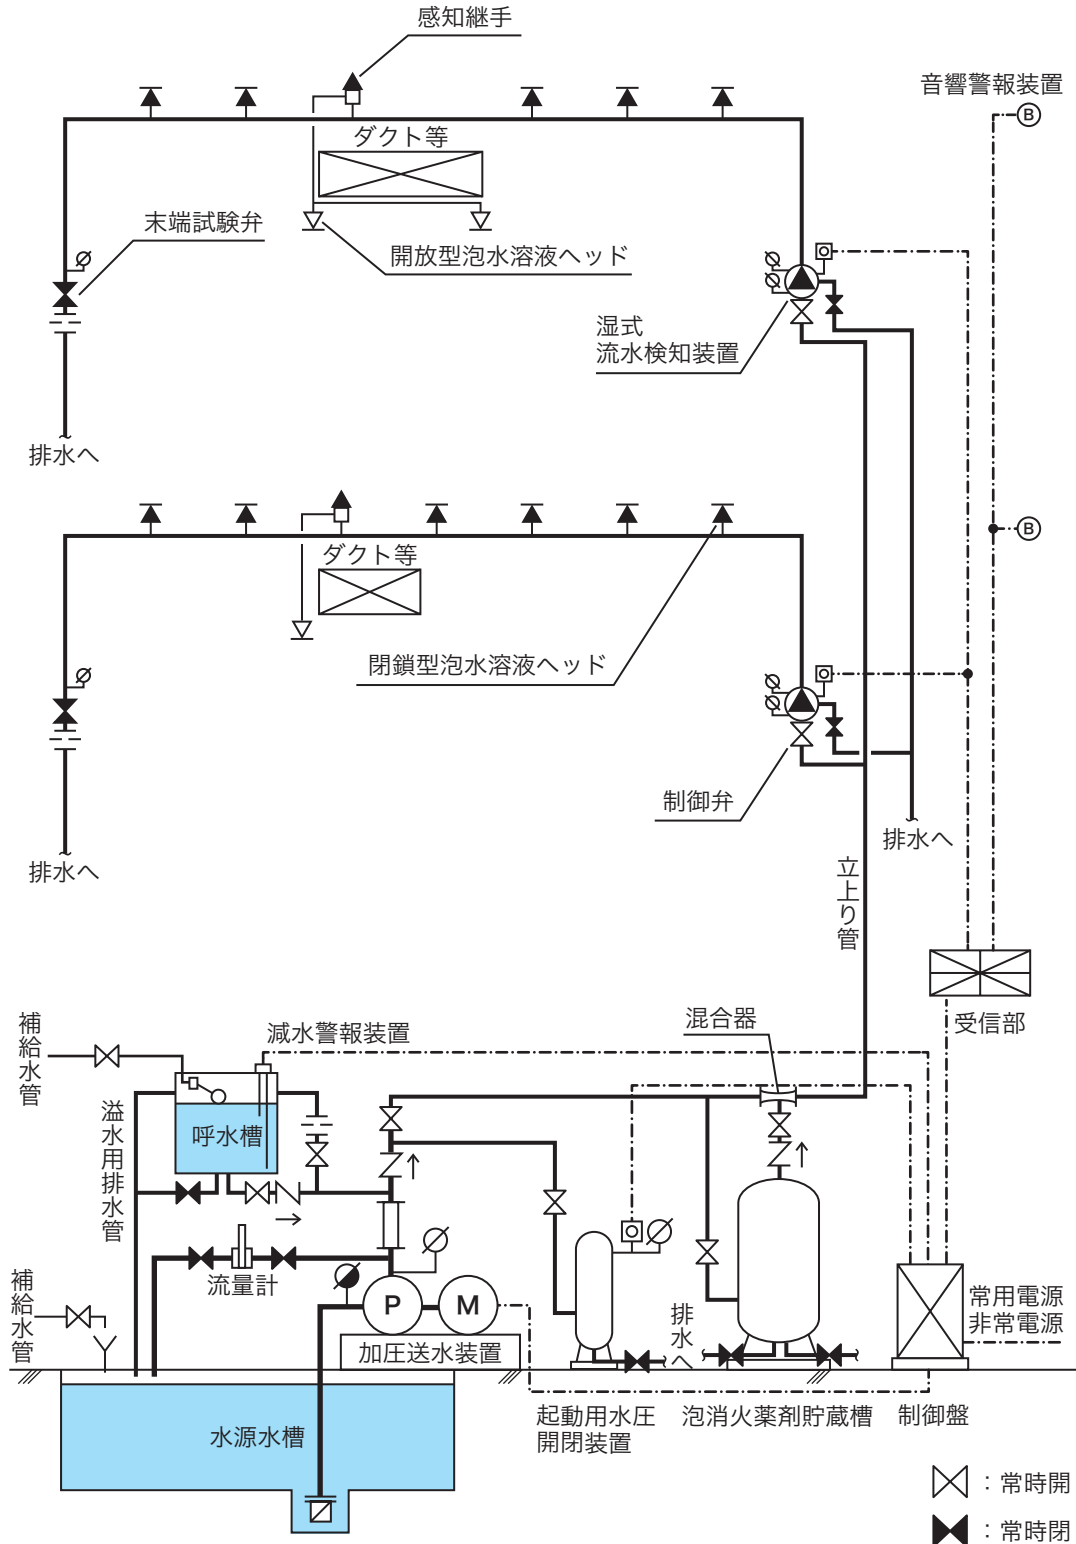 感知継手
音響警報装置
B
ダクト等
末端試験弁
開放型泡水溶液ヘッド
湿式
流水検知装置
排水へ
B
ダクト等
閉鎖型泡水溶液ヘッド
制御弁
排水へ
排水へ
立上り管
受信部
混合器
減水警報装置
補給水管
溢水用排水管
呼水槽
流量計
補給水管
P
M
加圧送水装置
排水へ
常用電源
非常電源
起動用水圧
開閉装置
泡消火薬剤貯蔵槽
制御盤
水源水槽
：常時開
：常時閉